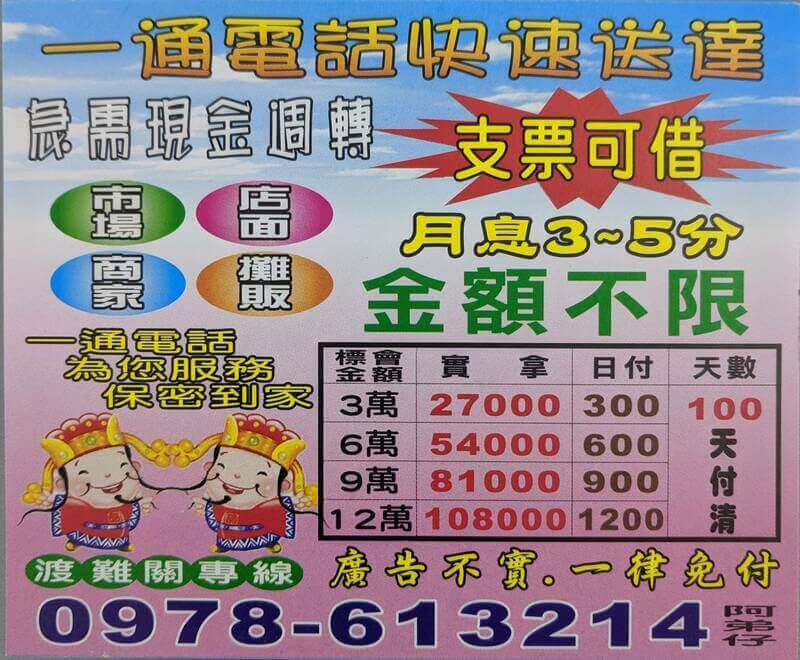 一通電話快速送達
急需現金週轉
支票可借
市場
店面
商家
攤販
月息3~5分
金額不限
一通電話
為您服務
保密到家
標會金額 實拿 日付 天數
3萬 27000 300 100天付清
6萬 54000 600
9萬 81000 900
12萬 108000 1200
渡難關專線
廣告不實.一律免付
0978-613214 阿弟仔